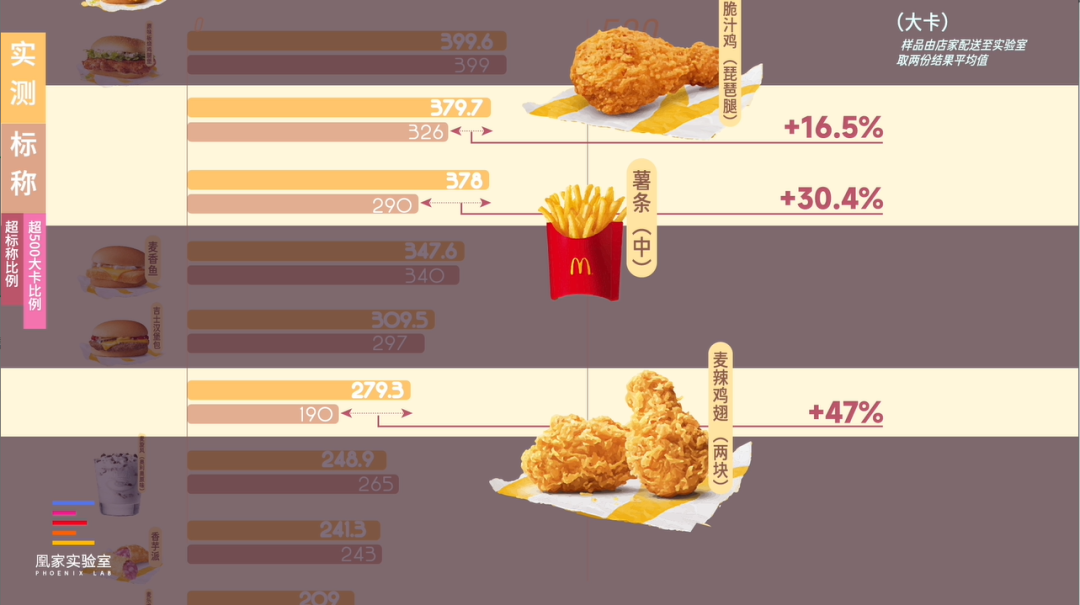 (大卡)
样品由店家配送至实验室
取两份结果平均值
实测
标称
超标称比例
超500大卡比例
399.6
399
脆汁鸡（琵琶腿）
379.7
326
+16.5%
薯条（中）
378
290
+30.4%
麦香鱼
347.6
340
吉士汉堡包
309.5
297
麦辣鸡翅（两块）
279.3
190
+47%
248.9
265
香芋派
241.3
243
209
凰家实验室
PHOENIX LAB